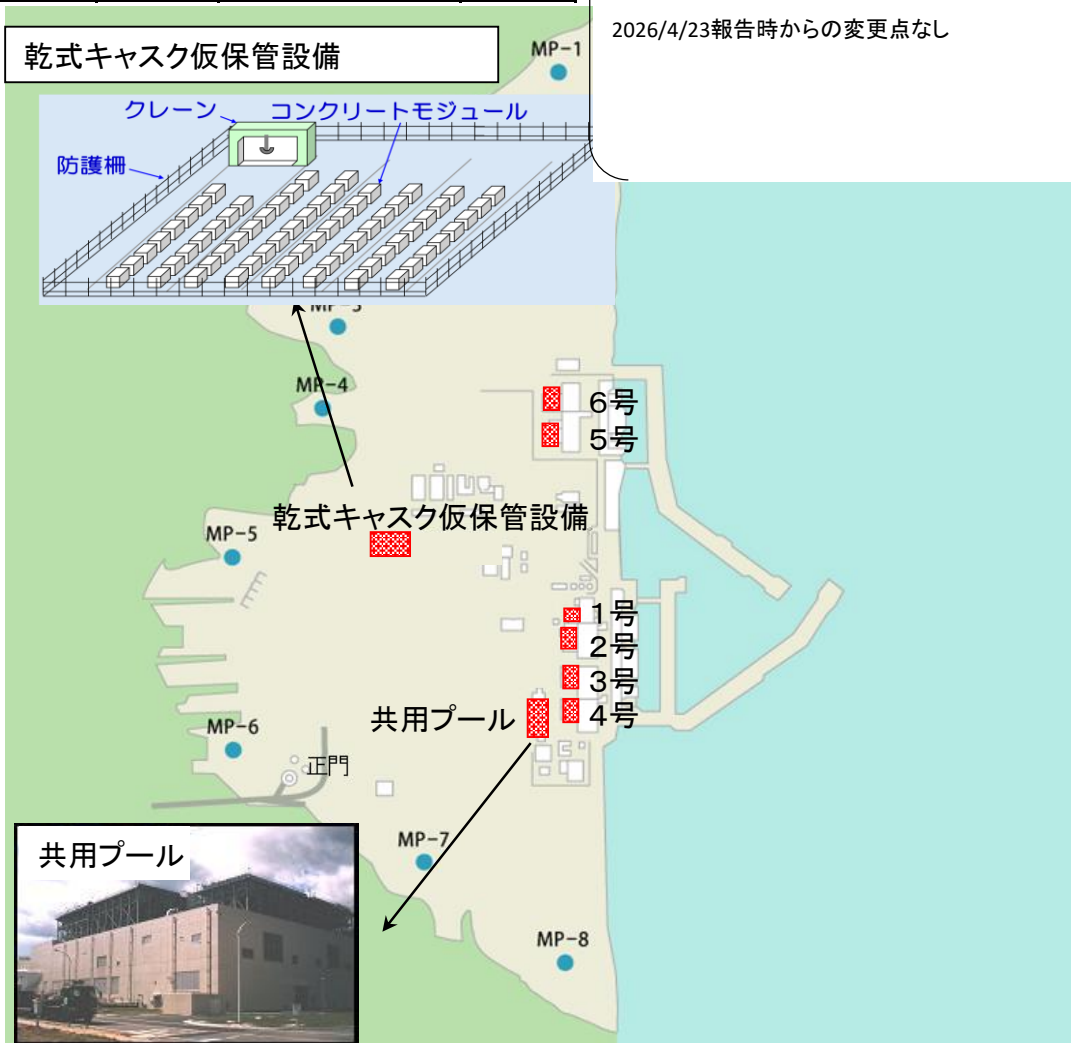 2026/4/23報告時からの変更点なし
乾式キャスク仮保管設備
MP-1
クレーン
コンクリートモジュール
防護柵
MP-4
6号
5号
乾式キャスク仮保管設備
MP-5
1号
2号
3号
共用プール
4号
MP-6
正門
MP-7
共用プール
MP-8